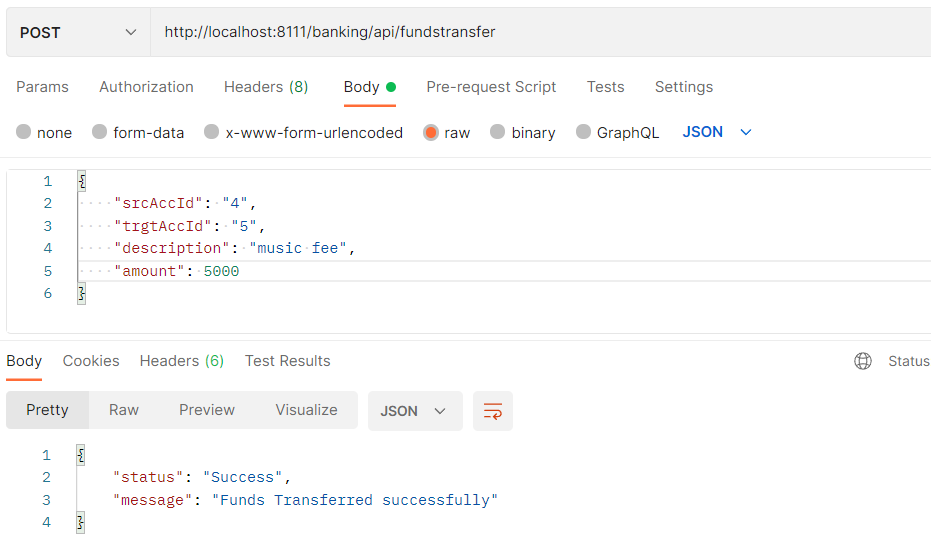 POST http://localhost:8111/banking/api/fundstransfer
Params Authorization Headers (8) Body Pre-request Script Tests Settings
none form-data x-www-form-urlencoded raw binary GraphQL JSON
1 {
2 "srcAccId": "4",
3 "trgtAccId": "5",
4 "description": "music fee",
5 "amount": 5000
6 }
Body Cookies Headers (6) Test Results Status
Pretty Raw Preview Visualize JSON
1 {
2 "status": "Success",
3 "message": "Funds Transferred successfully"
4 }